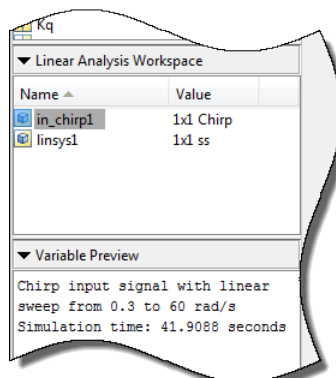 Kq
Linear Analysis Workspace
Name Value
in_chirp1 1x1 Chirp
linsys1 1x1 ss
Variable Preview
Chirp input signal with linear
sweep from 0.3 to 60 rad/s
Simulation time: 41.9088 seconds